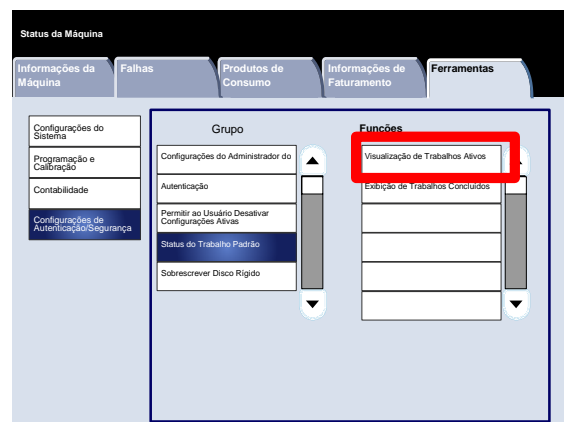 Status da Máquina
Informações da
Máquina
Falhas
Produtos de
Consumo
Informações de
Faturamento
Ferramentas
Configurações do
Sistema
Programação e
Calibração
Contabilidade
Configurações de
Autenticação/Segurança
Grupo
Configurações do Administrador do
Autenticação
Permitir ao Usuário Desativar
Configurações Ativas
Status do Trabalho Padrão
Sobrescrever Disco Rígido
Funções
Visualização de Trabalhos Ativos
Exibição de Trabalhos Concluídos